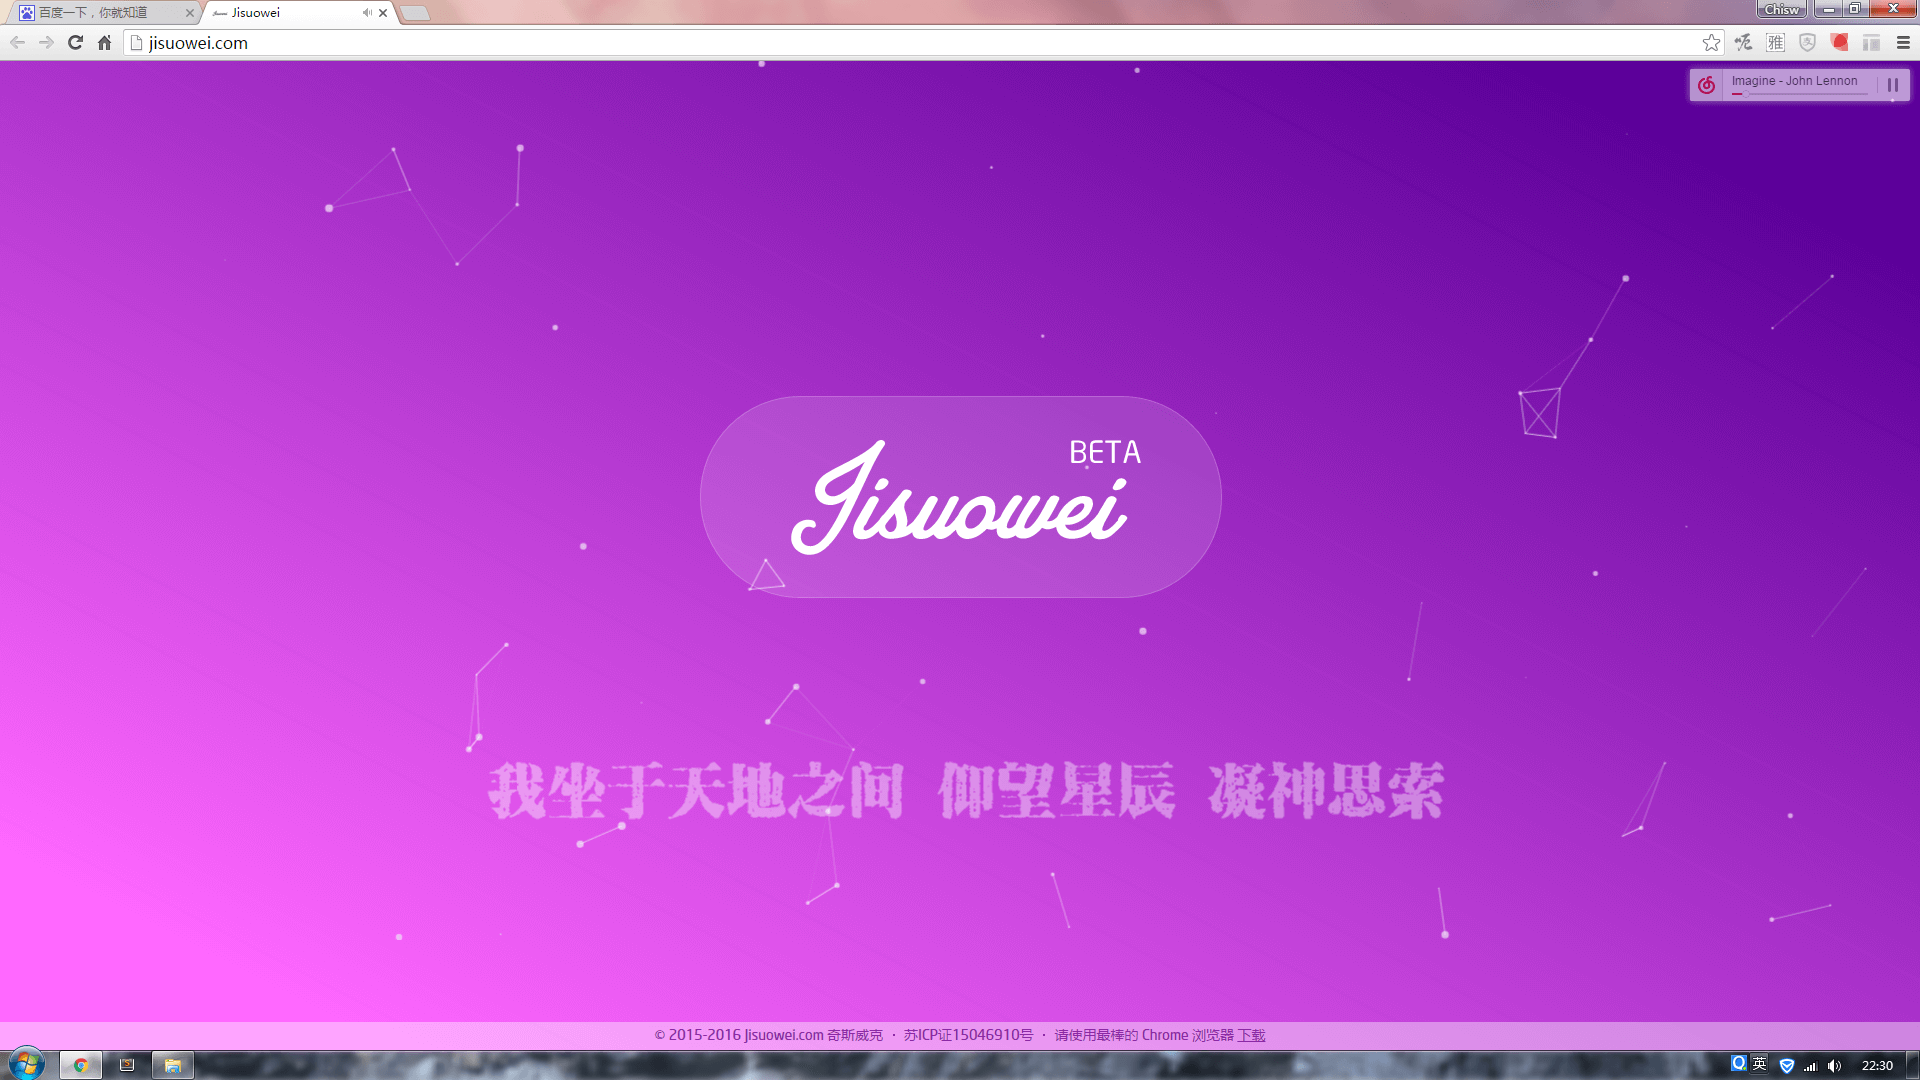 百度一下，你就知道
Jisuowei
Chisw
jisuowei.com
雅
Imagine - John Lennon
BETA
Jisuowei
我坐于天地之间 仰望星辰 凝神思索
© 2015-2016 Jisuowei.com 奇斯威克 · 苏ICP证15046910号 · 请使用最棒的 Chrome 浏览器 下载
英
22:30